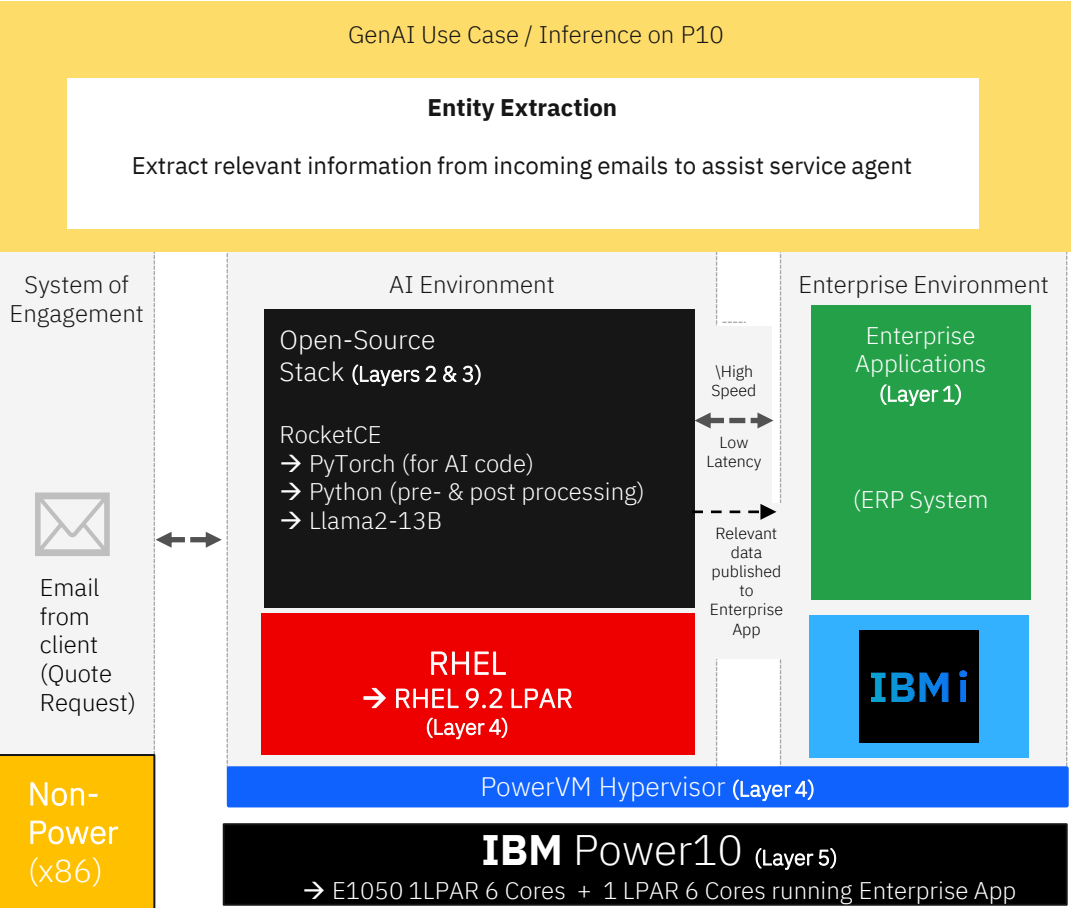 GenAI Use Case / Inference on P10
Entity Extraction
Extract relevant information from incoming emails to assist service agent
System of
Engagement
Email
from
client
(Quote
Request)
Non-
Power
(x86)
AI Environment
Open-Source
Stack (Layers 2 & 3)
RocketCE
→ PyTorch (for AI code)
→ Python (pre- & post processing)
→ Llama2-13B
RHEL
→ RHEL 9.2 LPAR
(Layer 4)
\High
Speed
Low
Latency
Relevant
data
published
to
Enterprise
App
Enterprise Environment
Enterprise
Applications
(Layer 1)
(ERP System
IBM i
PowerVM Hypervisor (Layer 4)
IBM Power10 (Layer 5)
→ E1050 1LPAR 6 Cores + 1 LPAR 6 Cores running Enterprise App